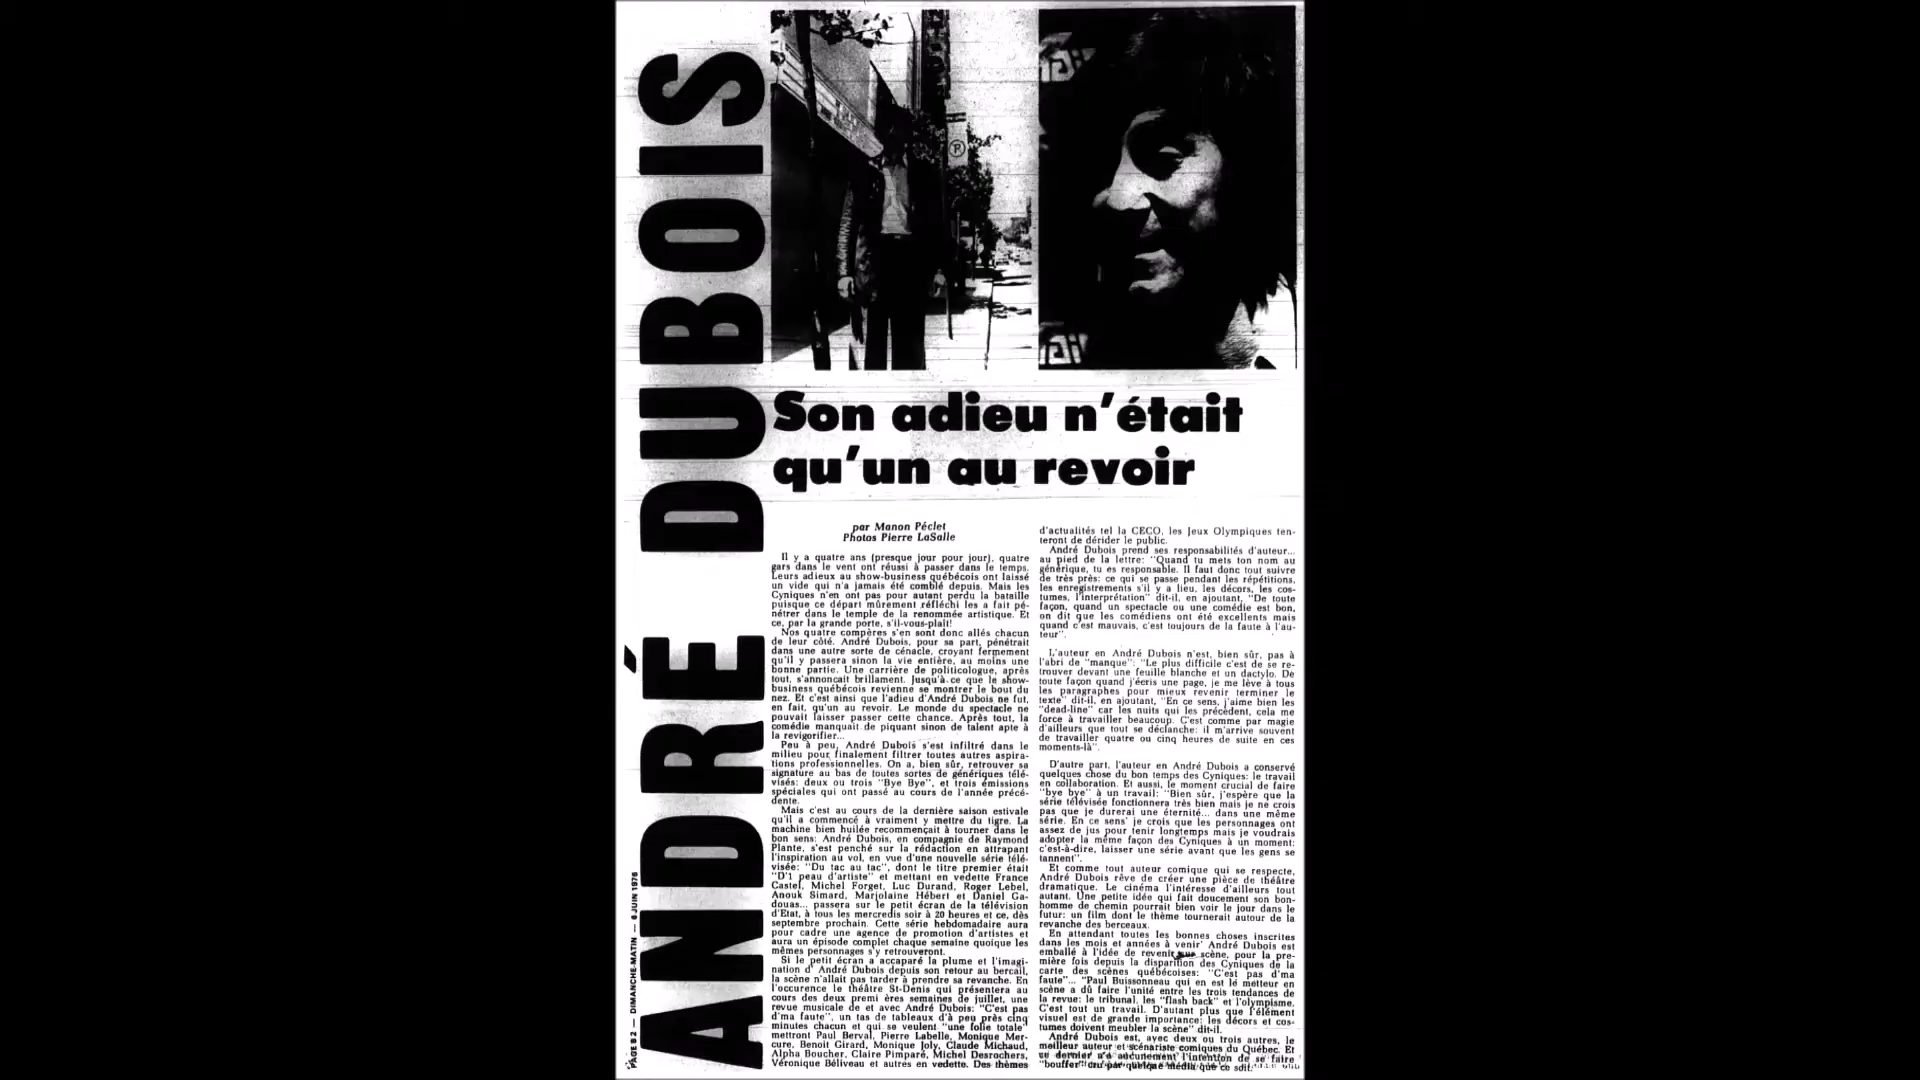 ANDRÉ DUBOIS
Son adieu n'était
qu'un au revoir
par Manon Péclet
Photos Pierre LaSalle
Il y a quatre ans (presque jour pour jour), quatre
gars dans le vent ont réussi à passer dans le temps.
Leurs adieux au show-business québécois ont laissé
un vide qui n'a jamais été comblé depuis. Mais les
Cyniques n'en ont pas pour autant perdu la bataille
puisque ce départ mûrement réfléchi les a fait pé-
nétrer dans le temple de la renommée artistique. Et
ce, par la grande porte, s'il-vous-plaît!
Nos quatre compères s'en sont donc allés chacun
de leur côté. André Dubois, pour sa part, pénétrait
dans une autre sorte de cénacle, croyant fermement
qu'il y passera sinon la vie entière, au moins une
bonne partie. Une carrière de politicologue, après
tout, s'annoncait brillament. Jusqu'à ce que le show-
business québécois revienne se montrer le bout du
nez. Et c'est ainsi que l'adieu d'André Dubois ne fut,
en fait, qu'un au revoir. Le monde du spectacle ne
pouvait laisser passer cette chance. Après tout, la
comédie manquait de piquant sinon de talent apte à
la revigorifier...
Peu à peu, André Dubois s'est infiltré dans le
milieu pour finalement filtrer toutes autres aspira-
tions professionnelles. On a, bien sûr, retrouver sa
signature au bas de toutes sortes de génériques télé-
visés: deux ou trois "Bye Bye", et trois émissions
spéciales qui ont passé au cours de l'année précé-
dente.
Mais c'est au cours de la dernière saison estivale
qu'il a commencé à vraiment y mettre du tigre. La
machine bien huilée recommençait à tourner dans le
bon sens: André Dubois, en compagnie de Raymond
Plante, s'est penché sur la rédaction en attrapant
l'inspiration au vol, en vue d'une nouvelle série télé-
visée: "Du tac au tac", dont le titre premier était
"D'l peau d'artiste" et mettant en vedette France
Castel, Michel Forget, Luc Durand, Roger Lebel,
Anouk Simard, Marjolaine Hébert et Daniel Ga-
douas... passera sur le petit écran de la télévision
d'Etat, à tous les mercredis soir à 20 heures et ce, dès
septembre prochain. Cette série hebdomadaire aura
pour cadre une agence de promotion d'artistes et
aura un épisode complet chaque semaine quoique les
mêmes personnages s'y retrouveront.
Si le petit écran a accaparé la plume et l'imagi-
nation d' André Dubois depuis son retour au bercail,
la scène n'allait pas tarder à prendre sa revanche. En
l'occurence le théâtre St-Denis qui présentera au
cours des deux premi ères semaines de juillet, une
revue musicale de et avec André Dubois: "C'est pas
d'ma faute", un tas de tableaux d'à peu près cinq
minutes chacun et qui se veulent "une folie totale"
mettront Paul Berval, Pierre Labelle, Monique Mer-
cure, Benoit Girard, Monique Joly, Claude Michaud,
Alpha Boucher, Claire Pimparé, Michel Desrochers,
Véronique Béliveau et autres en vedette. Des thèmes
d'actualités tel la CECO, les Jeux Olympiques ten-
teront de dérider le public.
André Dubois prend ses responsabilités d'auteur...
au pied de la lettre: "Quand tu mets ton nom au
générique, tu es responsable. Il faut donc tout suivre
de très près: ce qui se passe pendant les répétitions,
les enregistrements s'il y a lieu, les décors, les cos-
tumes, l'interprétation" dit-il, en ajoutant, "De toute
façon, quand un spectacle ou une comédie est bon,
on dit que les comédiens ont été excellents mais
quand c'est mauvais, c'est toujours de la faute à l'au-
teur".
L'auteur en André Dubois n'est, bien sûr, pas à
l'abri de "manque": "Le plus difficile c'est de se re-
trouver devant une feuille blanche et un dactylo. De
toute façon quand j'écris une page, je me lève à tous
les paragraphes pour mieux revenir terminer le
texte" dit-il, en ajoutant, "En ce sens, j'aime bien les
"dead-line" car les nuits qui les précèdent, cela me
force à travailler beaucoup. C'est comme par magie
d'ailleurs que tout se déclanche: il m'arrive souvent
de travailler quatre ou cinq heures de suite en ces
moments-là".
D'autre part, l'auteur en André Dubois a conservé
quelques chose du bon temps des Cyniques: le travail
en collaboration. Et aussi, le moment crucial de faire
"bye bye" à un travail: "Bien sûr, j'espère que la
série télévisée fonctionnera très bien mais je ne crois
pas que je durerai une éternité... dans une même
série. En ce sens' je crois que les personnages ont
assez de jus pour tenir longtemps mais je voudrais
adopter la même façon des Cyniques à un moment:
c'est-à-dire, laisser une série avant que les gens se
tannent".
Et comme tout auteur comique qui se respecte,
André Dubois rêve de créer une pièce de théâtre
dramatique. Le cinéma l'intéresse d'ailleurs tout
autant. Une petite idée qui fait doucement son bon-
homme de chemin pourrait bien voir le jour dans le
futur: un film dont le thème tournerait autour de la
revanche des berceaux.
En attendant toutes les bonnes choses inscrites
dans les mois et années à venir' André Dubois est
emballé à l'idée de revenir sur scène, pour la pre-
mière fois depuis la disparition des Cyniques de la
carte des scènes québécoises: "C'est pas d'ma
faute"... "Paul Buissonneau qui en est le metteur en
scène a dû faire l'unité entre les trois tendances de
la revue: le tribunal, les "flash back" et l'olympisme.
C'est tout un travail. D'autant plus que l'élément
visuel est de grande importance: les décors et cos-
tumes doivent meubler la scène" dit-il.
André Dubois est, avec deux ou trois autres, le
meilleur auteur et scénariste comiques du Québec. Et
ce dernier n'a aucunement l'intention de se faire
"bouffer" cru par quelque média que ce soit.
PAGE B 2 — DIMANCHE-MATIN — 6 JUIN 1976